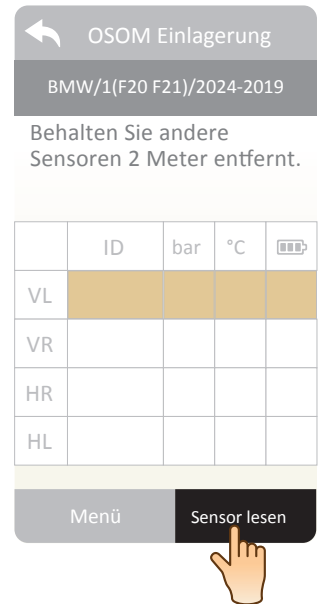 OSOM Einlagerung
BMW/1(F20 F21)/2024-2019
Behalten Sie andere
Sensoren 2 Meter entfernt.
ID bar °C
VL
VR
HR
HL
Menü Sensor lesen